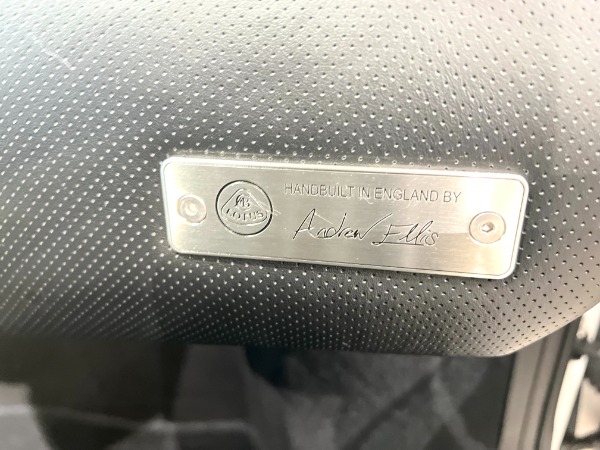 LOTUS
HANDBUILT IN ENGLAND BY
Andrew Ellis